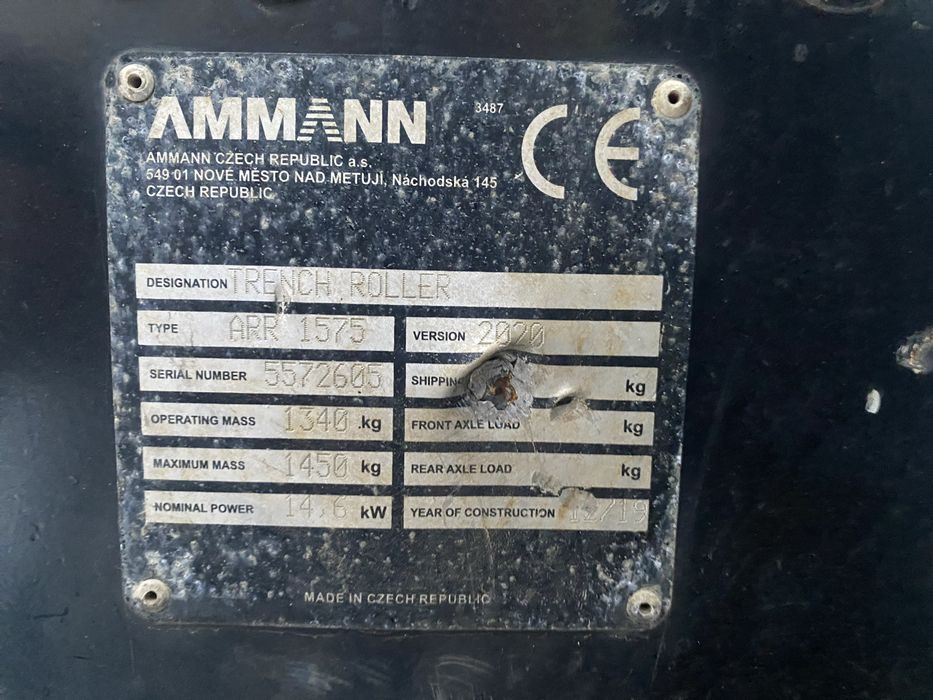 AMMANN
3487
CE
AMMANN CZECH REPUBLIC a.s.
549 01 NOVÉ MĚSTO NAD METUJÍ, Náchodská 145
CZECH REPUBLIC
DESIGNATION TRENCH ROLLER
TYPE ARR 1575
VERSION 2020
SERIAL NUMBER 5572605
kg
OPERATING MASS 1340 kg
FRONT AXLE LOAD kg
MAXIMUM MASS 1450 kg
REAR AXLE LOAD kg
NOMINAL POWER 14,6 kW
YEAR OF CONSTRUCTION 12/19
MADE IN CZECH REPUBLIC